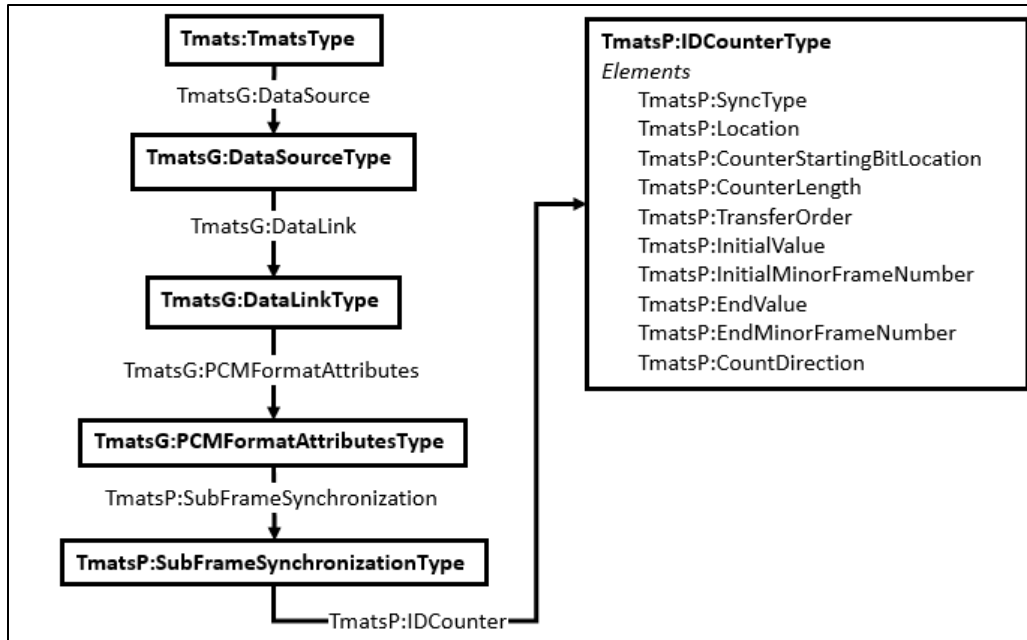 Tmats:TmatsType
TmatsG:DataSource
TmatsG:DataSourceType
TmatsG:DataLink
TmatsG:DataLinkType
TmatsG:PCMFormatAttributes
TmatsG:PCMFormatAttributesType
TmatsP:SubFrameSynchronization
TmatsP:SubFrameSynchronizationType
TmatsP:IDCounter
TmatsP:IDCounterType
Elements
TmatsP:SyncType
TmatsP:Location
TmatsP:CounterStartingBitLocation
TmatsP:CounterLength
TmatsP:TransferOrder
TmatsP:InitialValue
TmatsP:InitialMinorFrameNumber
TmatsP:EndValue
TmatsP:EndMinorFrameNumber
TmatsP:CountDirection